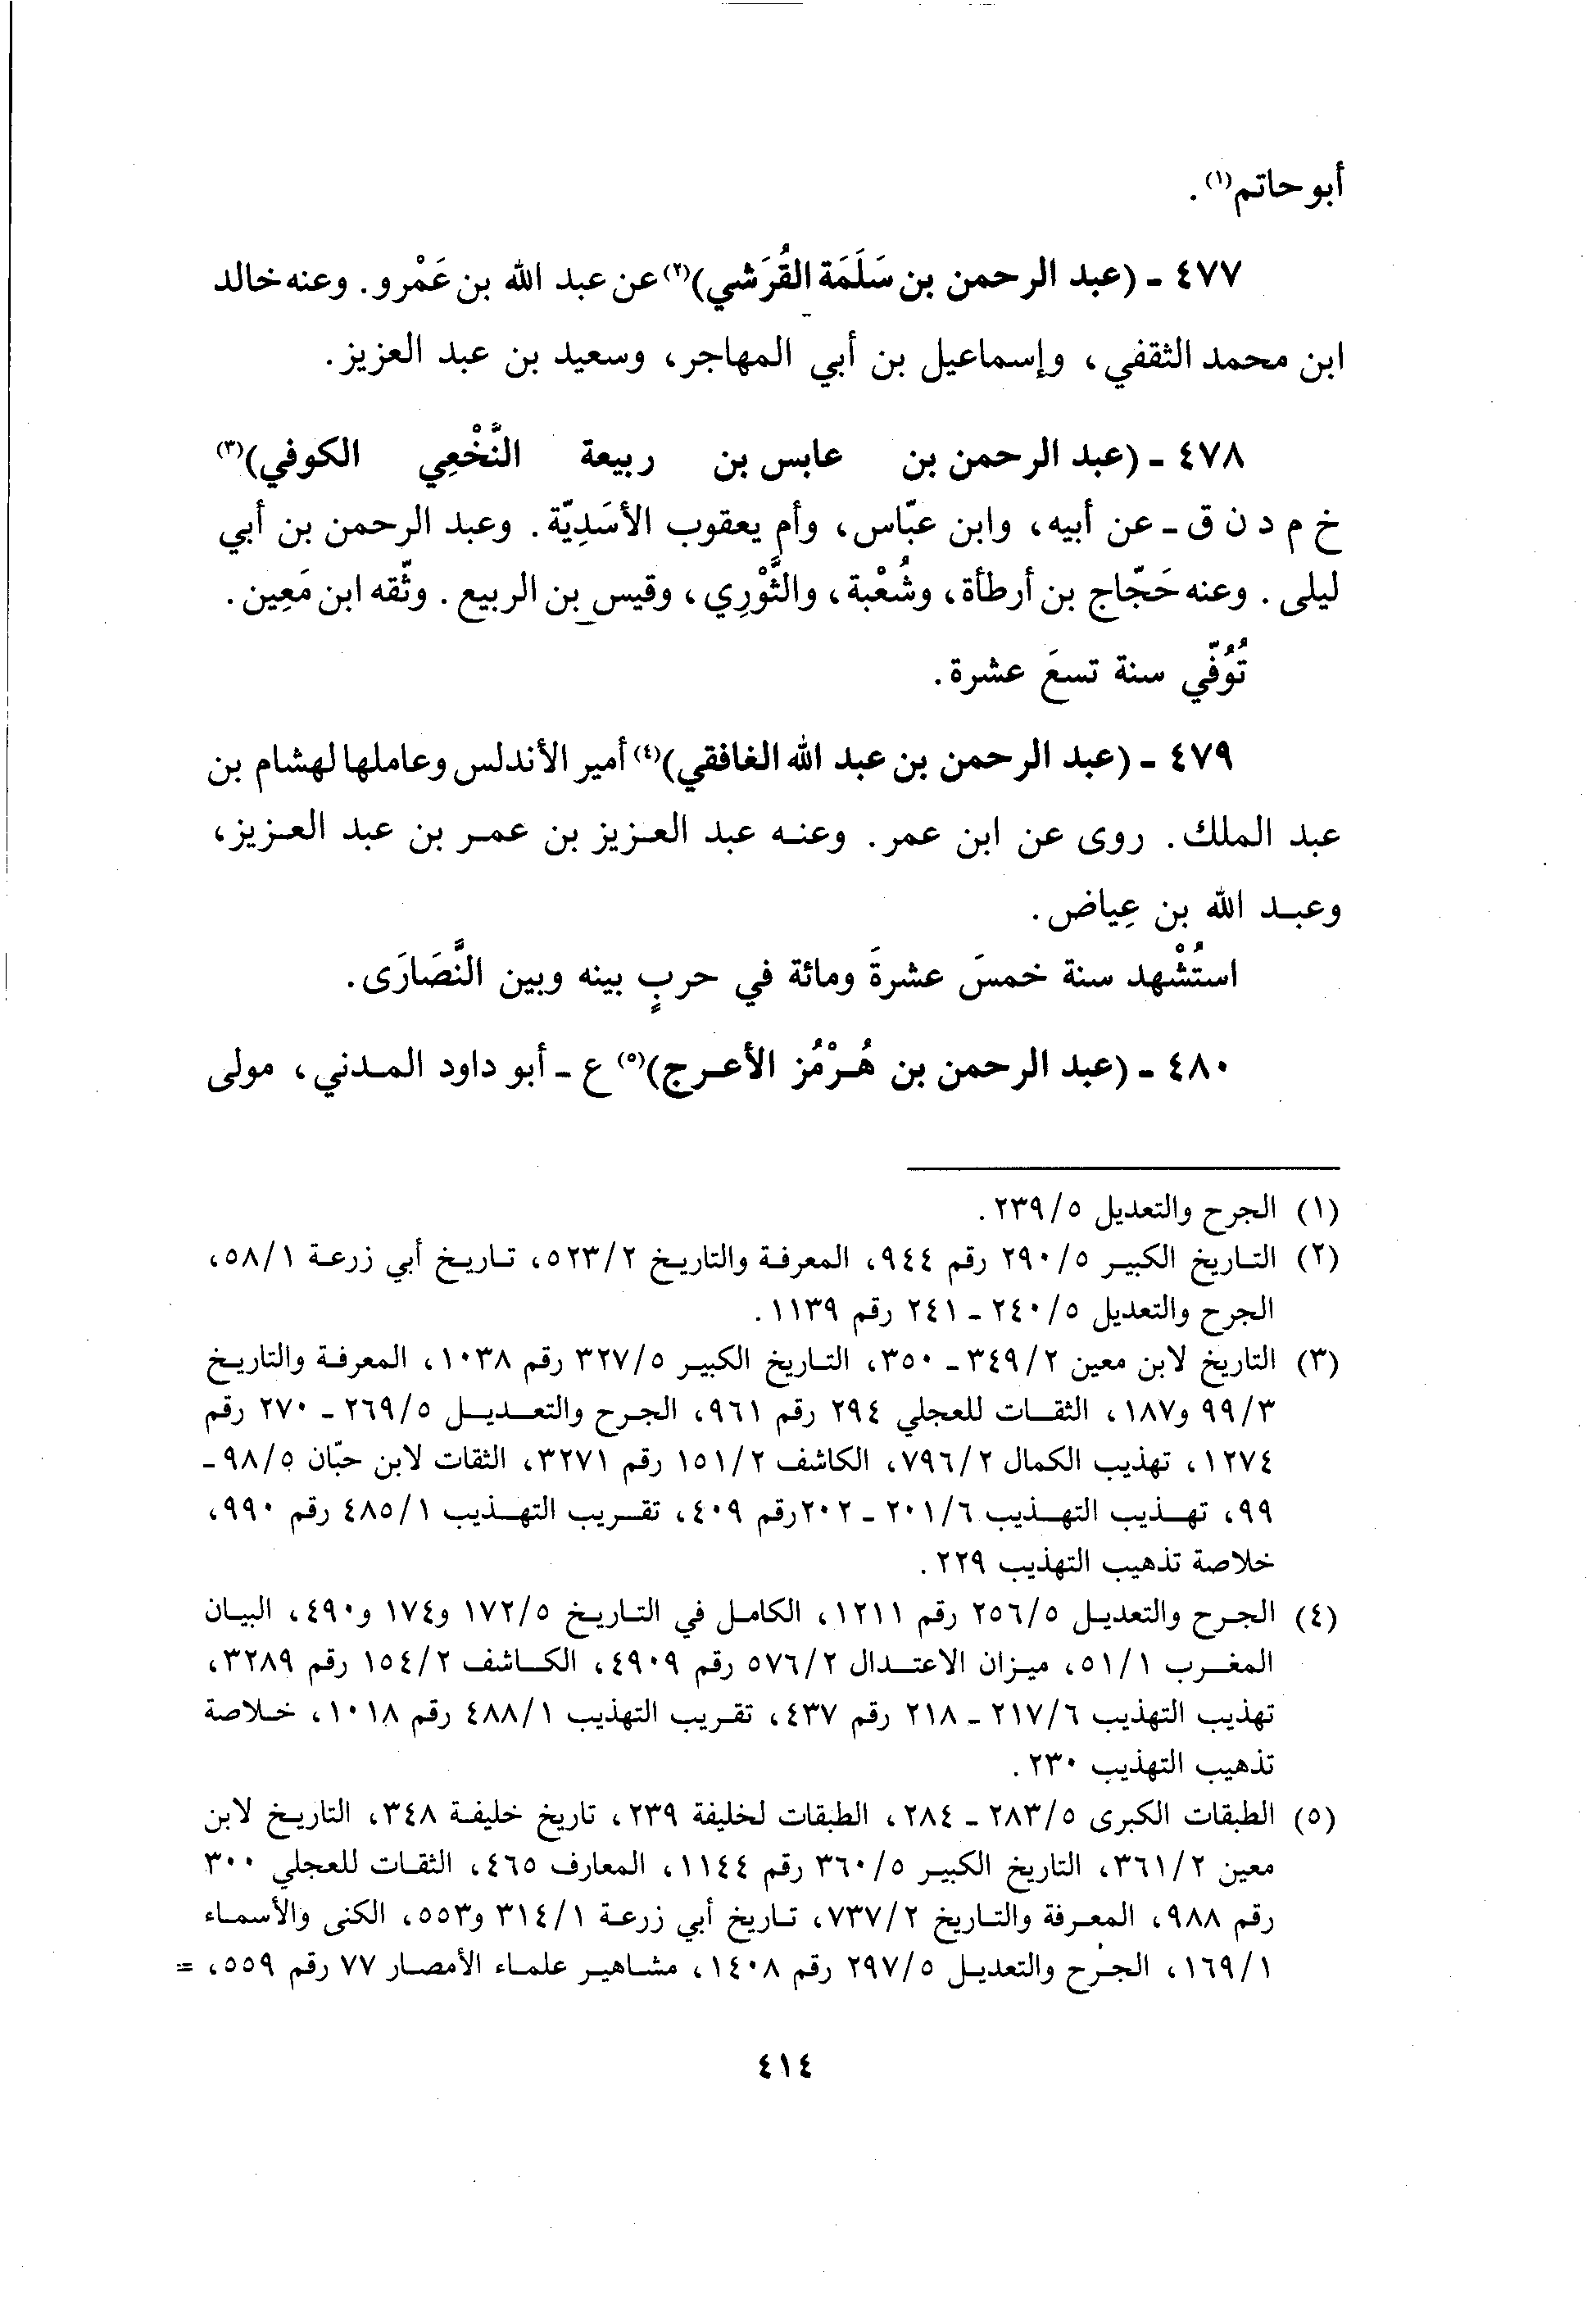 أبو حاتم(١).
٤٧٧ ـ (عبد الرحمن بن سَلَمَة القُرَشي)(٢) عن عبد الله بن عَمْرو. وعنه خالد
ابن محمد الثقفي، وإسماعيل بن أبي المهاجر، وسعيد بن عبد العزيز.
٤٧٨ ـ (عبد الرحمن بن عابس بن ربيعة النَّخْعِي الكوفي)(٣)
خ م د ن ق ـ عن أبيه، وابن عبّاس، وأم يعقوب الأسَدِيّة. وعبد الرحمن بن أبي
ليلى. وعنه حَجّاج بن أرطأة، وشُعْبة، والثَّوْرِي، وقيس بن الربيع. وثّقه ابن مَعِين.
تُوُفّي سنة تسعَ عشرة.
٤٧٩ ـ (عبد الرحمن بن عبد الله الغافقي)(٤) أمير الأندلس وعاملها لهشام بن
عبد الملك. روى عن ابن عمر. وعنه عبد العزيز بن عمر بن عبد العزيز،
وعبد الله بن عِياض.
استُشْهد سنة خمسَ عشرةَ ومائة في حربٍ بينه وبين النَّصَارَى.
٤٨٠ ـ (عبد الرحمن بن هُرْمُز الأعرج)(٥) ع ـ أبو داود المدني، مولى
(١) الجرح والتعديل ٢٣٩/٥.
(٢) التاريخ الكبير ٢٩٠/٥ رقم ٩٤٤، المعرفة والتاريخ ٥٢٣/٢، تاريخ أبي زرعة ٥٨/١،
الجرح والتعديل ٢٤٠/٥ ـ ٢٤١ رقم ١١٣٩.
(٣) التاريخ لابن معين ٣٤٩/٢ ـ ٣٥٠، التاريخ الكبير ٣٢٧/٥ رقم ١٠٣٨، المعرفة والتاريخ
٩٩/٣ و١٨٧، الثقات للعجلي ٢٩٤ رقم ٩٦١، الجرح والتعديل ٢٦٩/٥ ـ ٢٧٠ رقم
١٢٧٤، تهذيب الكمال ٧٩٦/٢، الكاشف ١٥١/٢ رقم ٣٢٧١، الثقات لابن حبّان ٩٨/٥ ـ
٩٩، تهذيب التهذيب ٢٠١/٦ ـ ٢٠٢رقم ٤٠٩، تقريب التهذيب ٤٨٥/١ رقم ٩٩٠،
خلاصة تذهيب التهذيب ٢٢٩.
(٤) الجرح والتعديل ٢٥٦/٥ رقم ١٢١١، الكامل في التاريخ ١٧٢/٥ و١٧٤ و٤٩٠، البيان
المغرب ٥١/١، ميزان الاعتدال ٥٧٦/٢ رقم ٤٩٠٩، الكاشف ١٥٤/٢ رقم ٣٢٨٩،
تهذيب التهذيب ٢١٧/٦ ـ ٢١٨ رقم ٤٣٧، تقريب التهذيب ٤٨٨/١ رقم ١٠١٨، خلاصة
تذهيب التهذيب ٢٣٠.
(٥) الطبقات الكبرى ٢٨٣/٥ ـ ٢٨٤، الطبقات لخليفة ٢٣٩، تاريخ خليفة ٣٤٨، التاريخ لابن
معين ٣٦١/٢، التاريخ الكبير ٣٦٠/٥ رقم ١١٤٤، المعارف ٤٦٥، الثقات للعجلي ٣٠٠
رقم ٩٨٨، المعرفة والتاريخ ٧٣٧/٢، تاريخ أبي زرعة ٣١٤/١ و٥٥٣، الكنى والأسماء
١٦٩/١، الجرح والتعديل ٢٩٧/٥ رقم ١٤٠٨، مشاهير علماء الأمصار ٧٧ رقم ٥٥٩، =
٤١٤